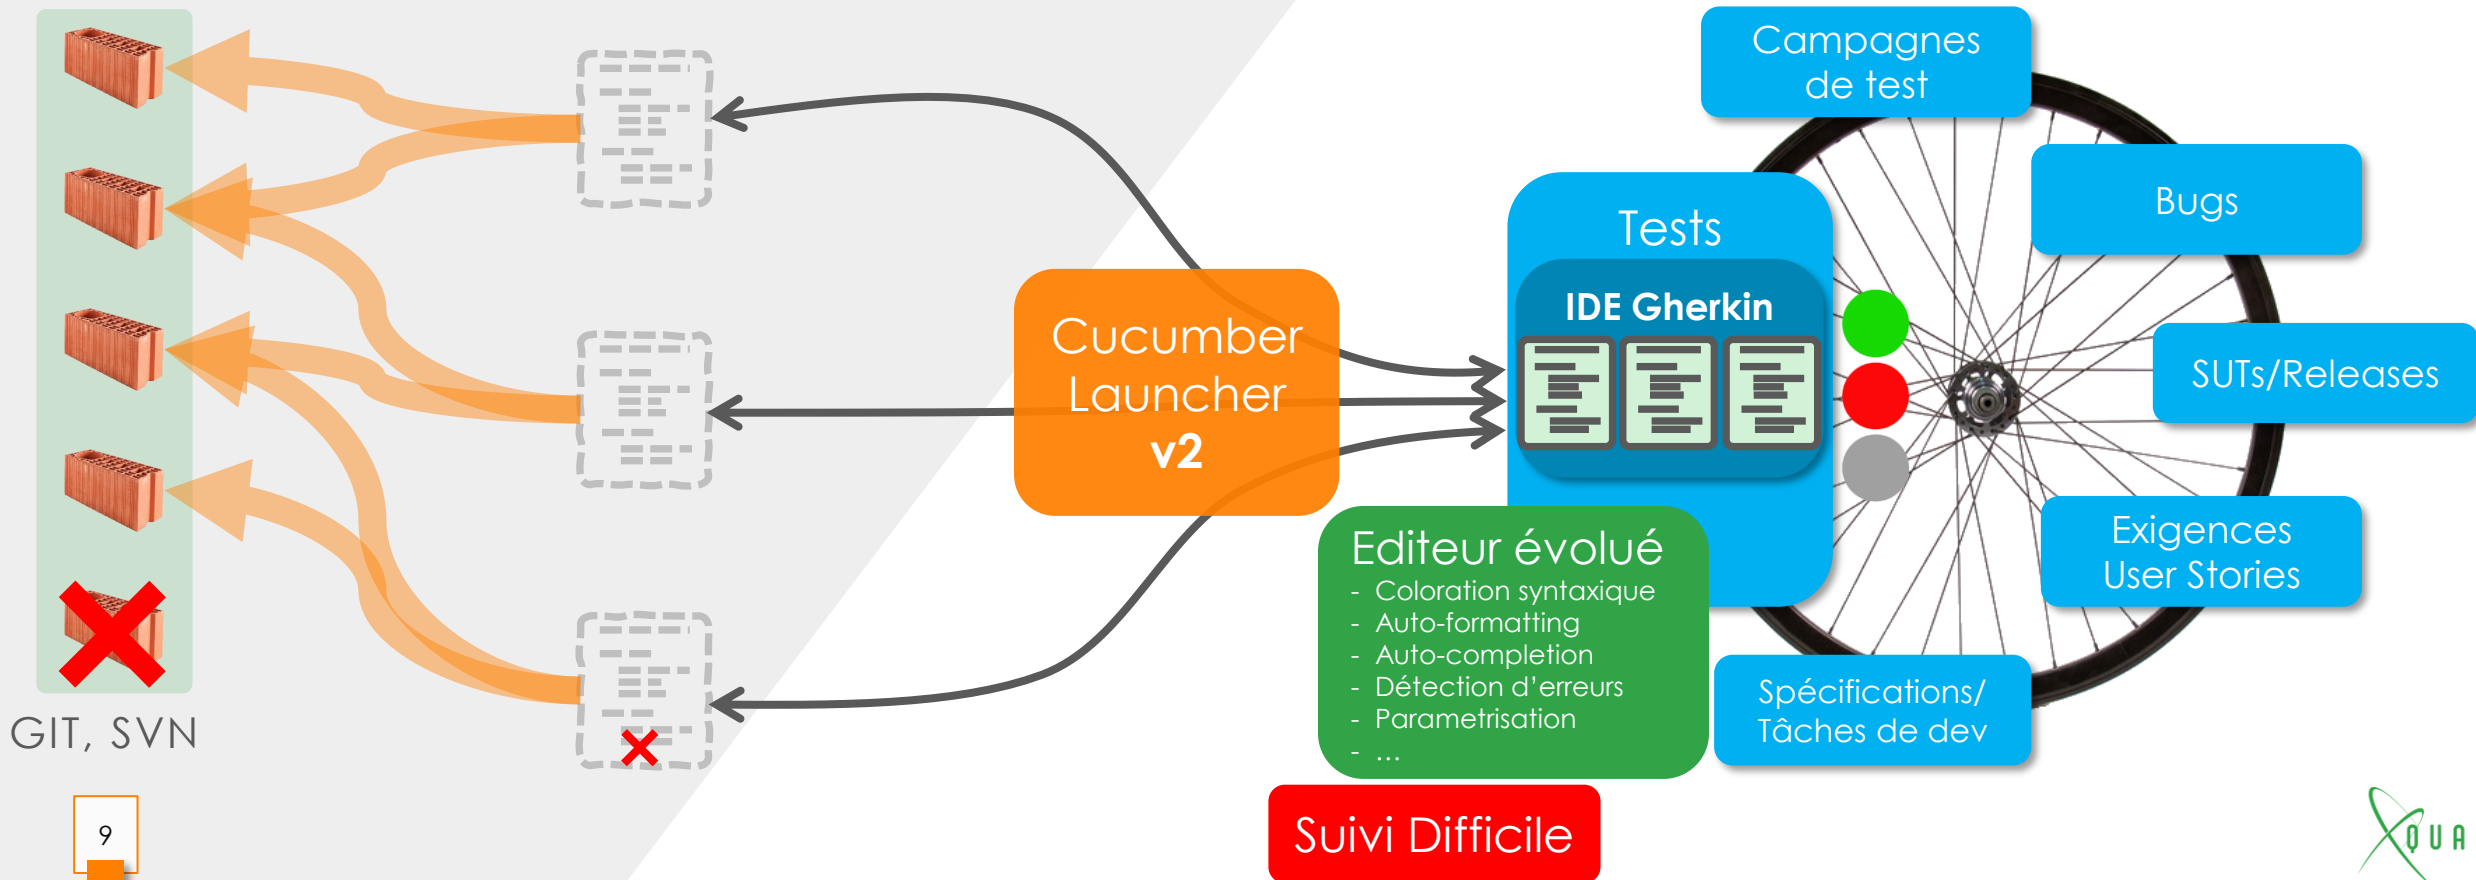 Campagnes
de test
Bugs
Tests
IDE Gherkin
SUTs/Releases
Cucumber
Launcher
v2
Exigences
User Stories
Editeur évolué
- Coloration syntaxique
- Auto-formatting
- Auto-completion
- Détection d'erreurs
- Parametrisation
- ...
Spécifications/
Tâches de dev
GIT, SVN
Suivi Difficile
9
XQUA